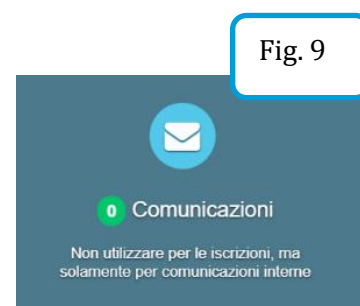 Fig. 9
0 Comunicazioni
Non utilizzare per le iscrizioni, ma
solamente per comunicazioni interne